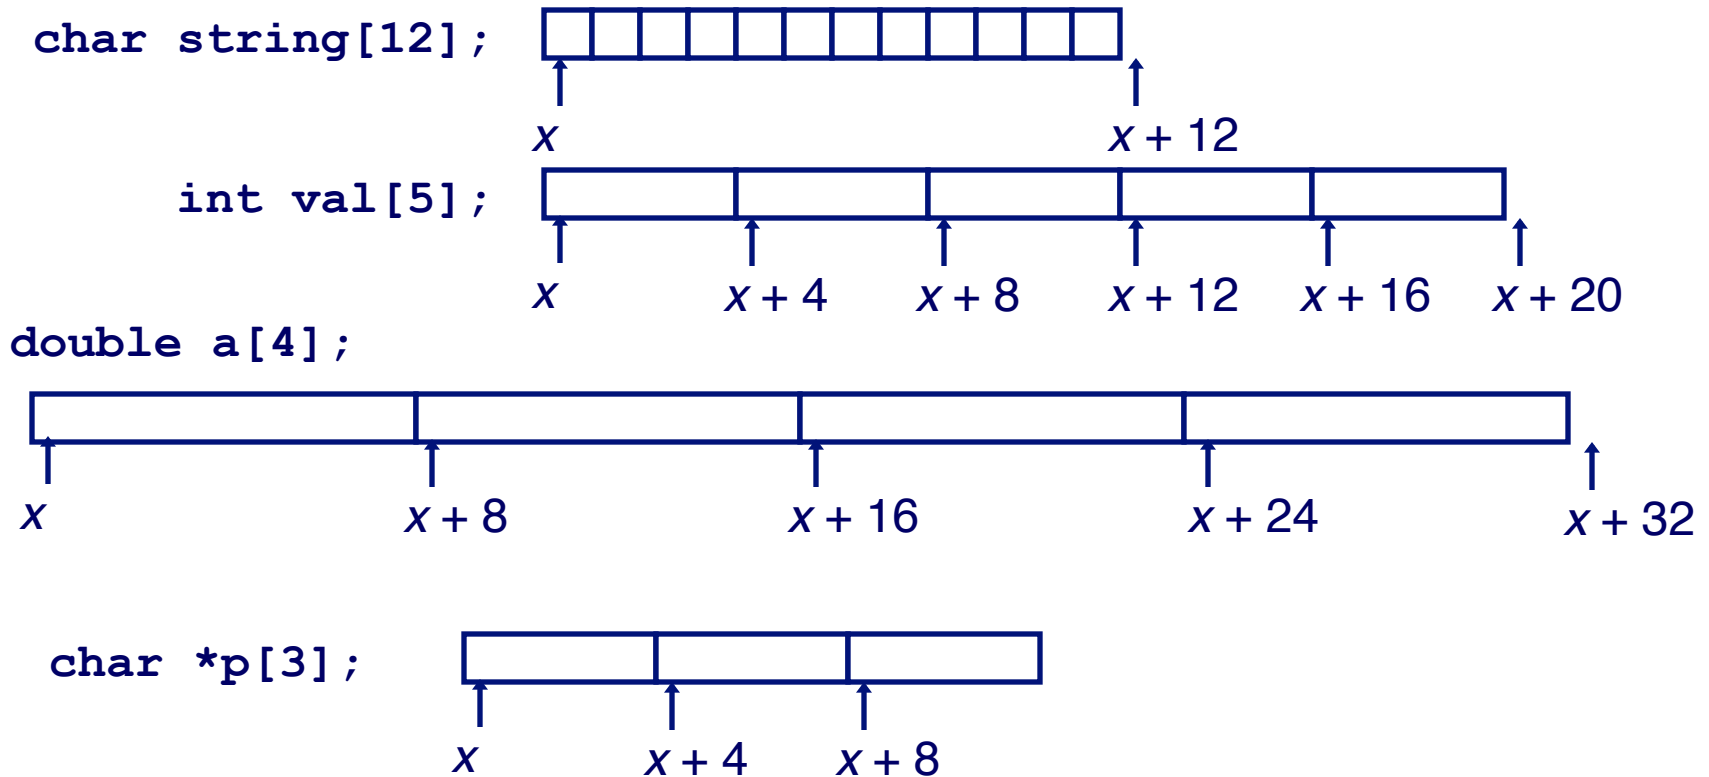 char string[12];
x x + 12
int val[5];
x x + 4 x + 8 x + 12 x + 16 x + 20
double a[4];
x x + 8 x + 16 x + 24 x + 32
char *p[3];
x x + 4 x + 8